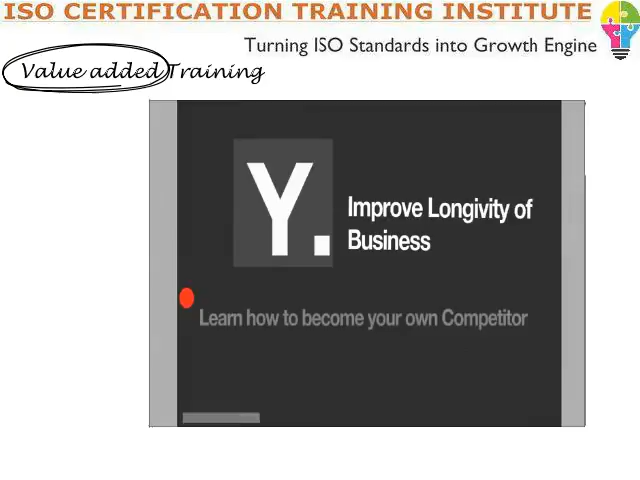 ISO CERTIFICATION TRAINING INSTITUTE
Turning ISO Standards into Growth Engine
Value added Training
Y.
Improve Longivity of
Business
Learn how to become your own Competitor